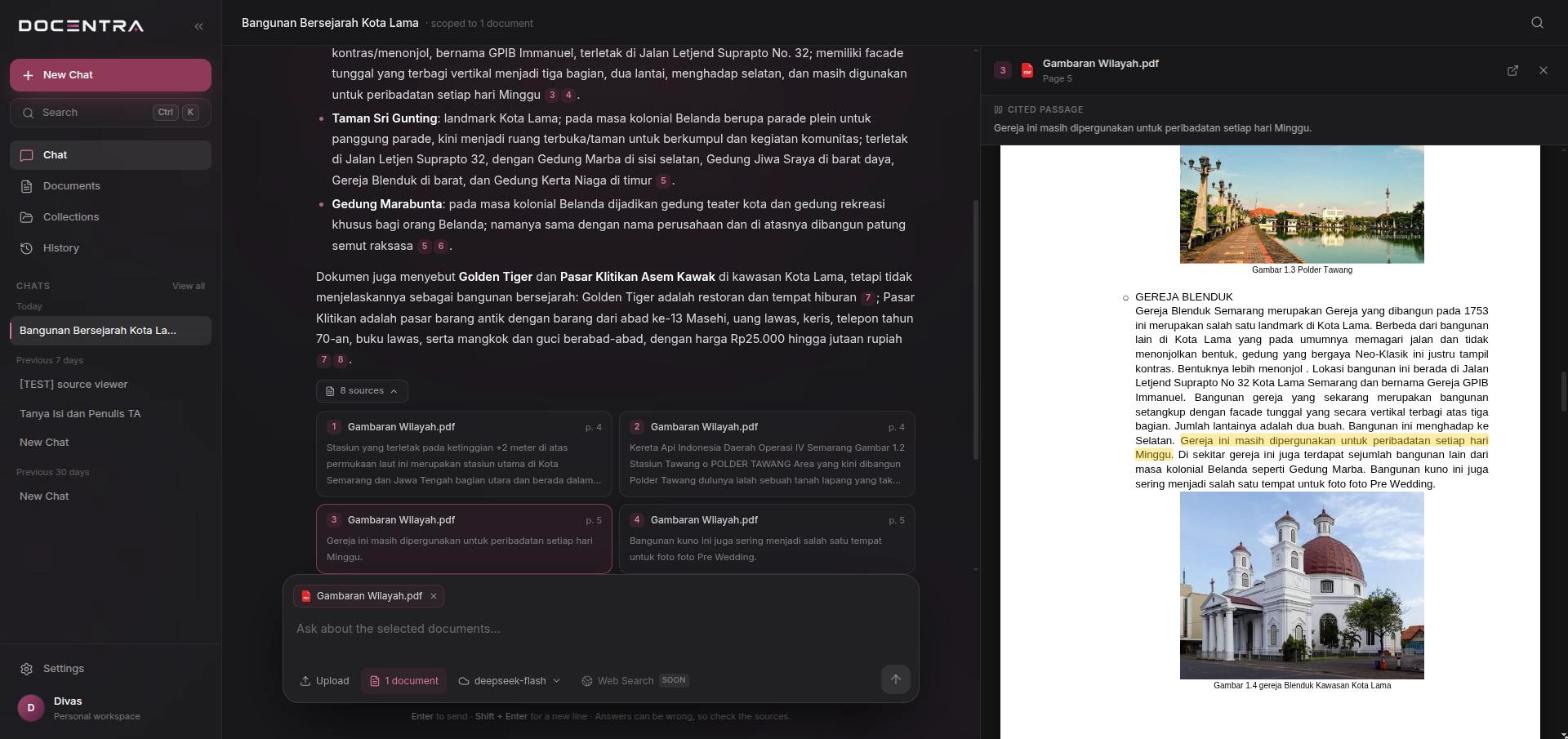 DOCENTRA
New Chat
Search Ctrl K
Chat
Documents
Collections
History
CHATS View all
Today
Bangunan Bersejarah Kota La...
Previous 7 days
[TEST] source viewer
Tanya Isi dan Penulis TA
New Chat
Previous 30 days
New Chat
Settings
D
Divas
Personal workspace
Bangunan Bersejarah Kota Lama · scoped to 1 document
kontras/menonjol, bernama GPIB Immanuel, terletak di Jalan Letjend Suprapto No. 32; memiliki facade
tunggal yang terbagi vertikal menjadi tiga bagian, dua lantai, menghadap selatan, dan masih digunakan
untuk peribadatan setiap hari Minggu 3 4 .
• Taman Sri Gunting: landmark Kota Lama; pada masa kolonial Belanda berupa parade plein untuk
panggung parade, kini menjadi ruang terbuka/taman untuk berkumpul dan kegiatan komunitas; terletak
di Jalan Letjen Suprapto 32, dengan Gedung Marba di sisi selatan, Gedung Jiwa Sraya di barat daya,
Gereja Blenduk di barat, dan Gedung Kerta Niaga di timur 5 .
• Gedung Marabunta: pada masa kolonial Belanda dijadikan gedung teater kota dan gedung rekreasi
khusus bagi orang Belanda; namanya sama dengan nama perusahaan dan di atasnya dibangun patung
semut raksasa 5 6 .
Dokumen juga menyebut Golden Tiger dan Pasar Klitikan Asem Kawak di kawasan Kota Lama, tetapi tidak
menjelaskannya sebagai bangunan bersejarah: Golden Tiger adalah restoran dan tempat hiburan 7 ; Pasar
Klitikan adalah pasar barang antik dengan barang dari abad ke-13 Masehi, uang lawas, keris, telepon tahun
70-an, buku lawas, serta mangkok dan guci berabad-abad, dengan harga Rp25.000 hingga jutaan rupiah
7 8 .
8 sources
1 Gambaran WIlayah.pdf p. 4
Stasiun yang terletak pada ketinggian +2 meter di atas
permukaan laut ini merupakan stasiun utama di Kota
Semarang dan Jawa Tengah bagian utara dan berada dalam...
2 Gambaran WIlayah.pdf p. 4
Kereta Api Indonesia Daerah Operasi IV Semarang Gambar 1.2
Stasiun Tawang o POLDER TAWANG Area yang kini dibangun
Polder Tawang dulunya ialah sebuah tanah lapang yang tak...
3 Gambaran WIlayah.pdf p. 5
Gereja ini masih dipergunakan untuk peribadatan setiap hari
Minggu.
4 Gambaran WIlayah.pdf p. 5
Bangunan kuno ini juga sering menjadi salah satu tempat
untuk foto foto Pre Wedding.
Gambaran WIlayah.pdf ×
Ask about the selected documents...
Upload 1 document deepseek-flash Web Search SOON
Enter to send · Shift + Enter for a new line · Answers can be wrong, so check the sources.
3 Gambaran WIlayah.pdf
Page 5
CITED PASSAGE
Gereja ini masih dipergunakan untuk peribadatan setiap hari Minggu.
Gambar 1.3 Polder Tawang
○ GEREJA BLENDUK
Gereja Blenduk Semarang merupakan Gereja yang dibangun pada 1753
ini merupakan salah satu landmark di Kota Lama. Berbeda dari bangunan
lain di Kota Lama yang pada umumnya memagari jalan dan tidak
menonjolkan bentuk, gedung yang bergaya Neo-Klasik ini justru tampil
kontras. Bentuknya lebih menonjol . Lokasi bangunan ini berada di Jalan
Letjend Suprapto No 32 Kota Lama Semarang dan bernama Gereja GPIB
Immanuel. Bangunan gereja yang sekarang merupakan bangunan
setangkup dengan facade tunggal yang secara vertikal terbagi atas tiga
bagian. Jumlah lantainya adalah dua buah. Bangunan ini menghadap ke
Selatan. Gereja ini masih dipergunakan untuk peribadatan setiap hari
Minggu. Di sekitar gereja ini juga terdapat sejumlah bangunan lain dari
masa kolonial Belanda seperti Gedung Marba. Bangunan kuno ini juga
sering menjadi salah satu tempat untuk foto foto Pre Wedding.
Gambar 1.4 gereja Blenduk Kawasan Kota Lama